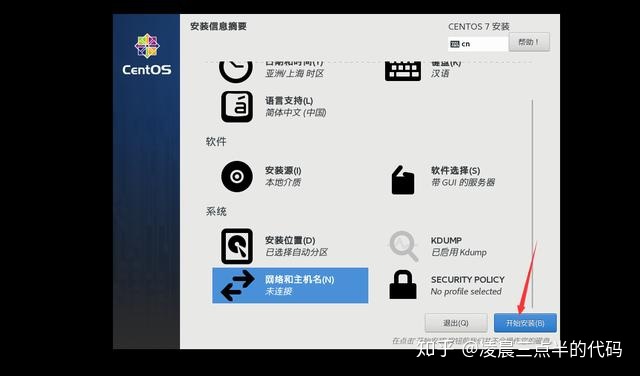 CentOS
安装信息摘要
CENTOS 7 安装
cn
帮助！
日期和时间(T)
亚洲/上海 时区
键盘(K)
汉语
语言支持(L)
简体中文 (中国)
软件
安装源(I)
本地介质
软件选择(S)
带 GUI 的服务器
系统
安装位置(D)
已选择自动分区
KDUMP
已启用 Kdump
网络和主机名(N)
未连接
SECURITY POLICY
No profile selected
退出(Q)
开始安装(B)
知乎 @凌晨三点半的代码